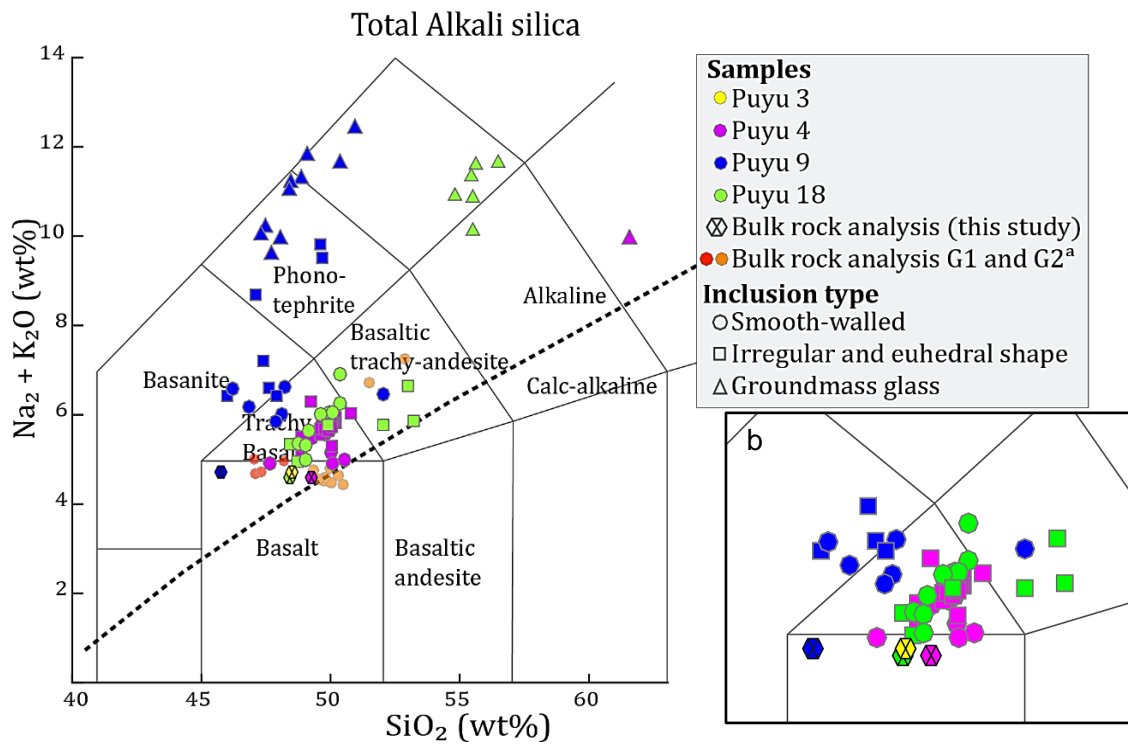 Total Alkali silica
Na₂ + K₂O (wt%)
14
12
10
8
6
4
2
40
45
50
55
60
SiO₂ (wt%)
Phono-
tephrite
Basaltic
trachy-andesite
Alkaline
Calc-alkaline
Basanite
Trachy
Basalt
Basalt
Basaltic
andesite
Samples
Puyu 3
Puyu 4
Puyu 9
Puyu 18
Bulk rock analysis (this study)
Bulk rock analysis G1 and G2ᵃ
Inclusion type
Smooth-walled
Irregular and euhedral shape
Groundmass glass
b